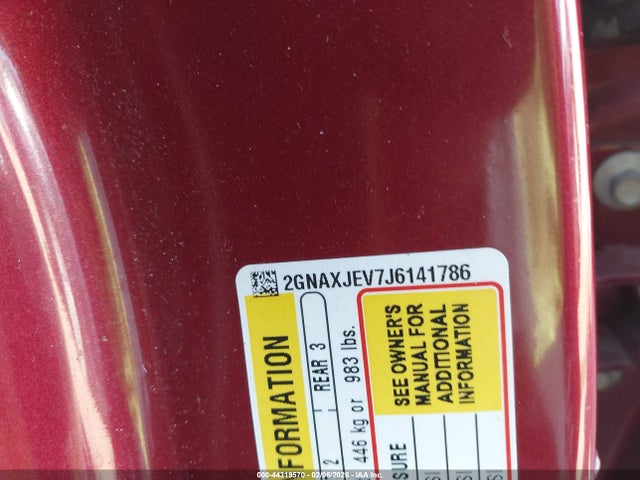 2GNAXJEV7J6141786
FORMATION
2 REAR 3
446 kg or 983 lbs.
SEE OWNER'S
MANUAL FOR
ADDITIONAL
INFORMATION
SURE
000-44319570 - 02/06/2026 - IAA Inc.